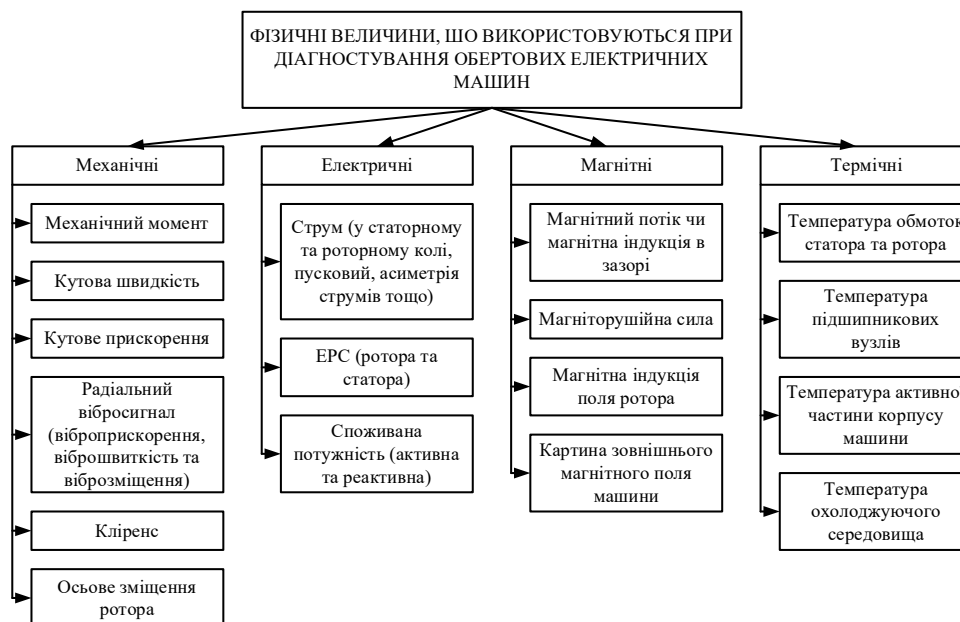 ФІЗИЧНІ ВЕЛИЧИНИ, ШО ВИКОРИСТОВУЮТЬСЯ ПРИ
ДІАГНОСТУВАННЯ ОБЕРТОВИХ ЕЛЕКТРИЧНИХ
МАШИН
Механічні
Механічний момент
Кутова швидкість
Кутове прискорення
Радіальний
вібросигнал
(віброприскорення,
віброшвиткість та
віброзміщення)
Кліренс
Осьове зміщення
ротора
Електричні
Струм (у статорному
та роторному колі,
пусковий, асиметрія
струмів тощо)
ЕРС (ротора та
статора)
Споживана
потужність (активна
та реактивна)
Магнітні
Магнітний потік чи
магнітна індукція в
зазорі
Магніторушійна сила
Магнітна індукція
поля ротора
Картина зовнішнього
магнітного поля
машини
Термічні
Температура обмоток
статора та ротора
Температура
підшипникових
вузлів
Температура активної
частини корпусу
машини
Температура
охолоджуючого
середовища